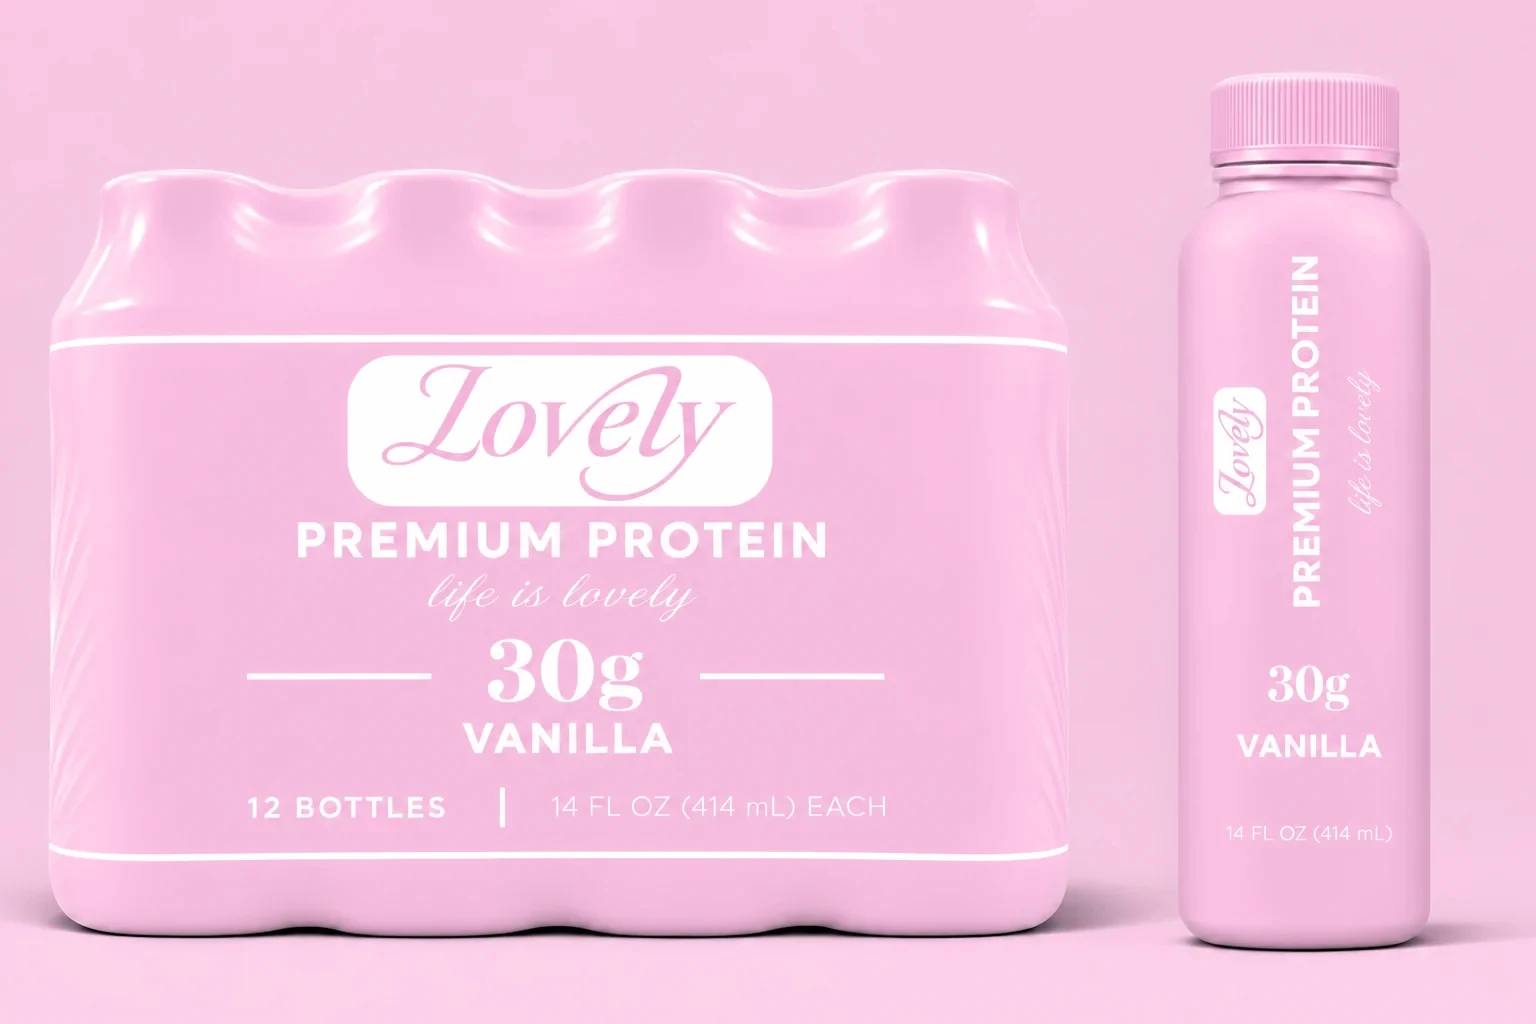 Lovely
PREMIUM PROTEIN
life is lovely
30g
VANILLA
12 BOTTLES | 14 FL OZ (414 mL) EACH
Lovely
PREMIUM PROTEIN
life is lovely
30g
VANILLA
14 FL OZ (414 mL)